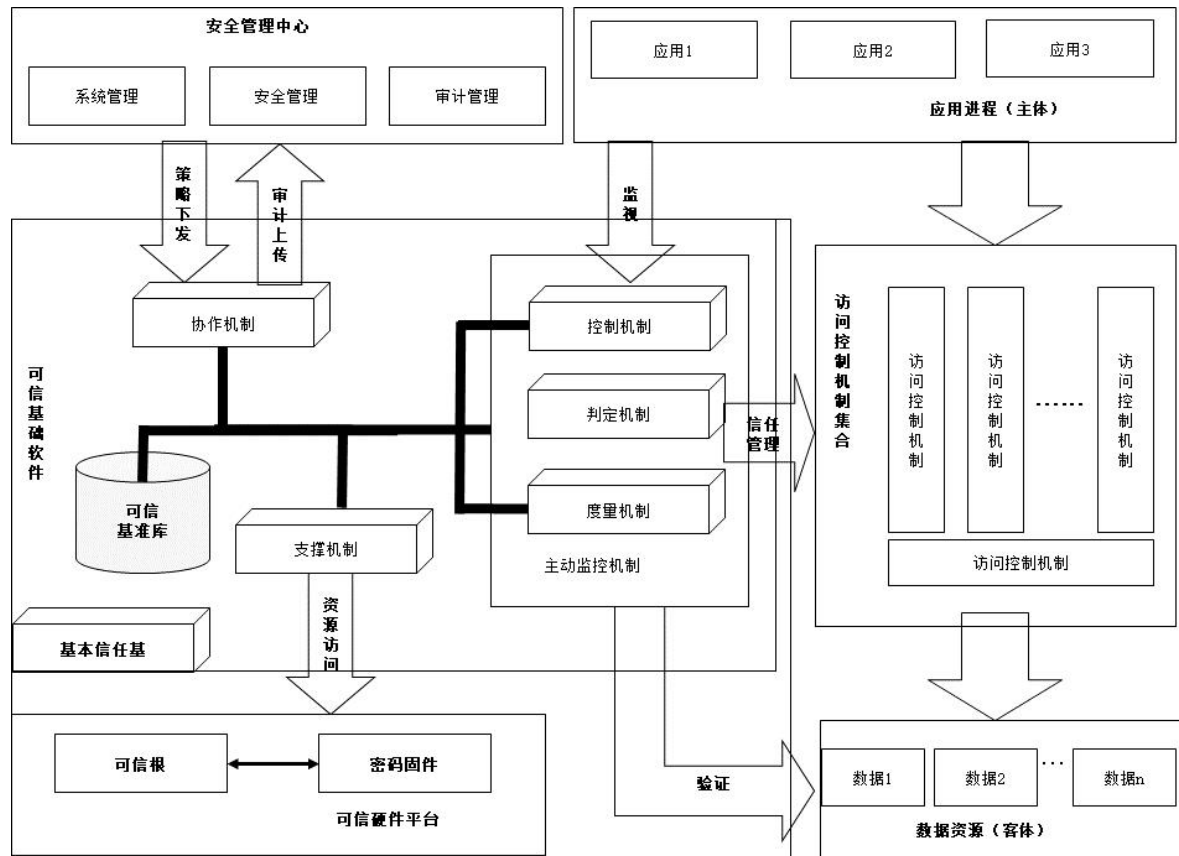 安全管理中心
系统管理
安全管理
审计管理
应用1
应用2
应用3
应用进程（主体）
策略下发
审计上传
监视
可信基础软件
协作机制
可信
基准库
支撑机制
基本信任基
控制机制
判定机制
度量机制
主动监控机制
信任
管理
访问控制机制集合
访问控制机制
访问控制机制
......
访问控制机制
访问控制机制
资源访问
可信根
密码固件
可信硬件平台
验证
数据1
数据2
...
数据n
数据资源（客体）